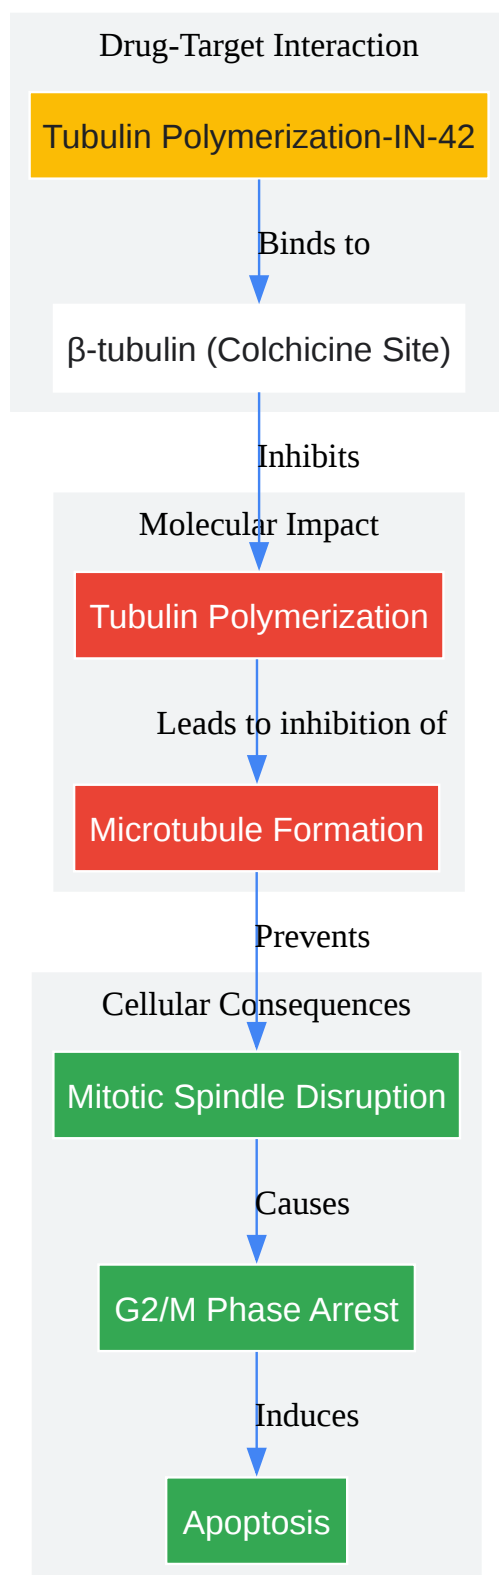 Drug-Target Interaction
Tubulin Polymerization-IN-42
Binds to
β-tubulin (Colchicine Site)
Inhibits
Molecular Impact
Tubulin Polymerization
Leads to inhibition of
Microtubule Formation
Prevents
Cellular Consequences
Mitotic Spindle Disruption
Causes
G2/M Phase Arrest
Induces
Apoptosis